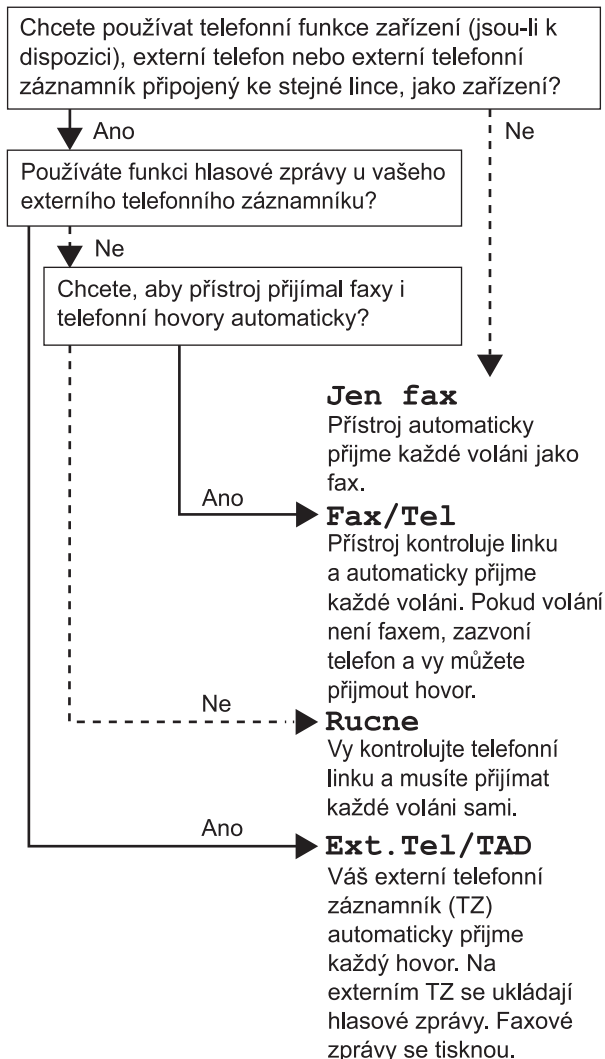 Chcete používat telefonní funkce zařízení (jsou-li k
dispozici), externí telefon nebo externí telefonní
záznamník připojený ke stejné lince, jako zařízení?
Ano
Ne
Používáte funkci hlasové zprávy u vašeho
externího telefonního záznamníku?
Ne
Chcete, aby přístroj přijímal faxy i
telefonní hovory automaticky?
Jen fax
Přístroj automaticky
přijme každé voláni jako
fax.
Ano
Fax/Tel
Přístroj kontroluje linku
a automaticky přijme
každé voláni. Pokud volání
není faxem, zazvoní
telefon a vy můžete
přijmout hovor.
Ne
Rucne
Vy kontrolujte telefonní
linku a musíte přijímat
každé voláni sami.
Ano
Ext.Tel/TAD
Váš externí telefonní
záznamník (TZ)
automaticky přijme
každý hovor. Na
externím TZ se ukládají
hlasové zprávy. Faxové
zprávy se tisknou.